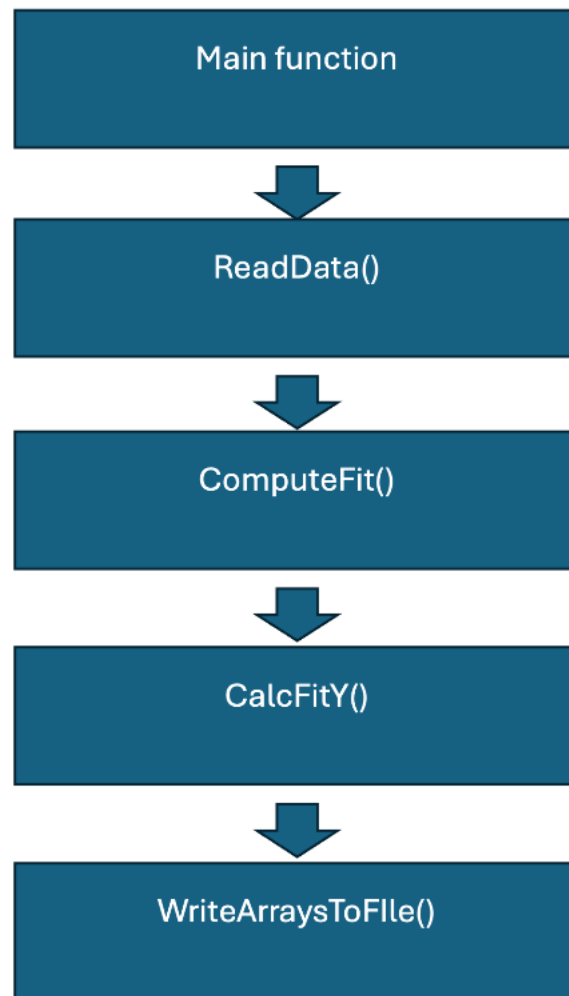 Main function
ReadData()
ComputeFit()
CalcFitY()
WriteArraysToFIle()